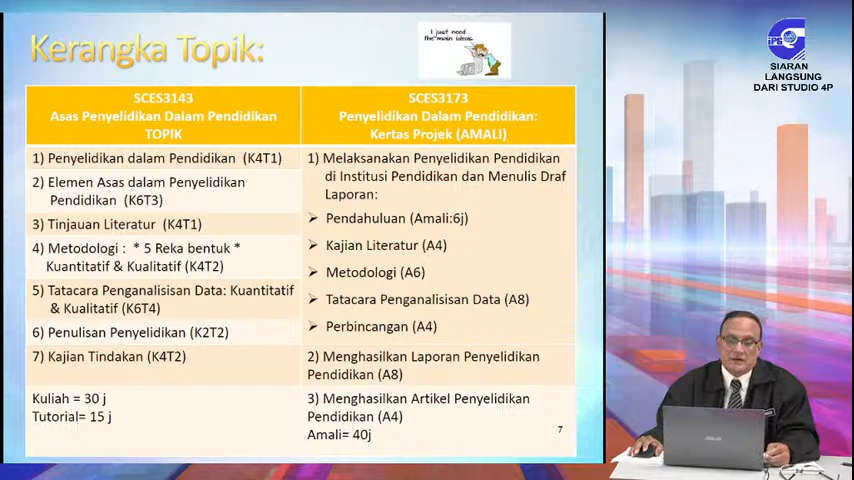 Kerangka Topik:
I just need
the "main ideas
SCES3143
Asas Penyelidikan Dalam Pendidikan
TOPIK
1) Penyelidikan dalam Pendidikan (K4T1)
2) Elemen Asas dalam Penyelidikan
Pendidikan (K6T3)
3) Tinjauan Literatur (K4T1)
4) Metodologi : * 5 Reka bentuk *
Kuantitatif & Kualitatif (K4T2)
5) Tatacara Penganalisisan Data: Kuantitatif
& Kualitatif (K6T4)
6) Penulisan Penyelidikan (K2T2)
7) Kajian Tindakan (K4T2)
Kuliah = 30 j
Tutorial= 15 j
SCES3173
Penyelidikan Dalam Pendidikan:
Kertas Projek (AMALI)
1) Melaksanakan Penyelidikan Pendidikan
di Institusi Pendidikan dan Menulis Draf
Laporan:
➢ Pendahuluan (Amali:6j)
➢ Kajian Literatur (A4)
➢ Metodologi (A6)
➢ Tatacara Penganalisisan Data (A8)
➢ Perbincangan (A4)
2) Menghasilkan Laporan Penyelidikan
Pendidikan (A8)
3) Menghasilkan Artikel Penyelidikan
Pendidikan (A4)
Amali= 40j
7
SIARAN
LANGSUNG
DARI STUDIO 4P
ASUS